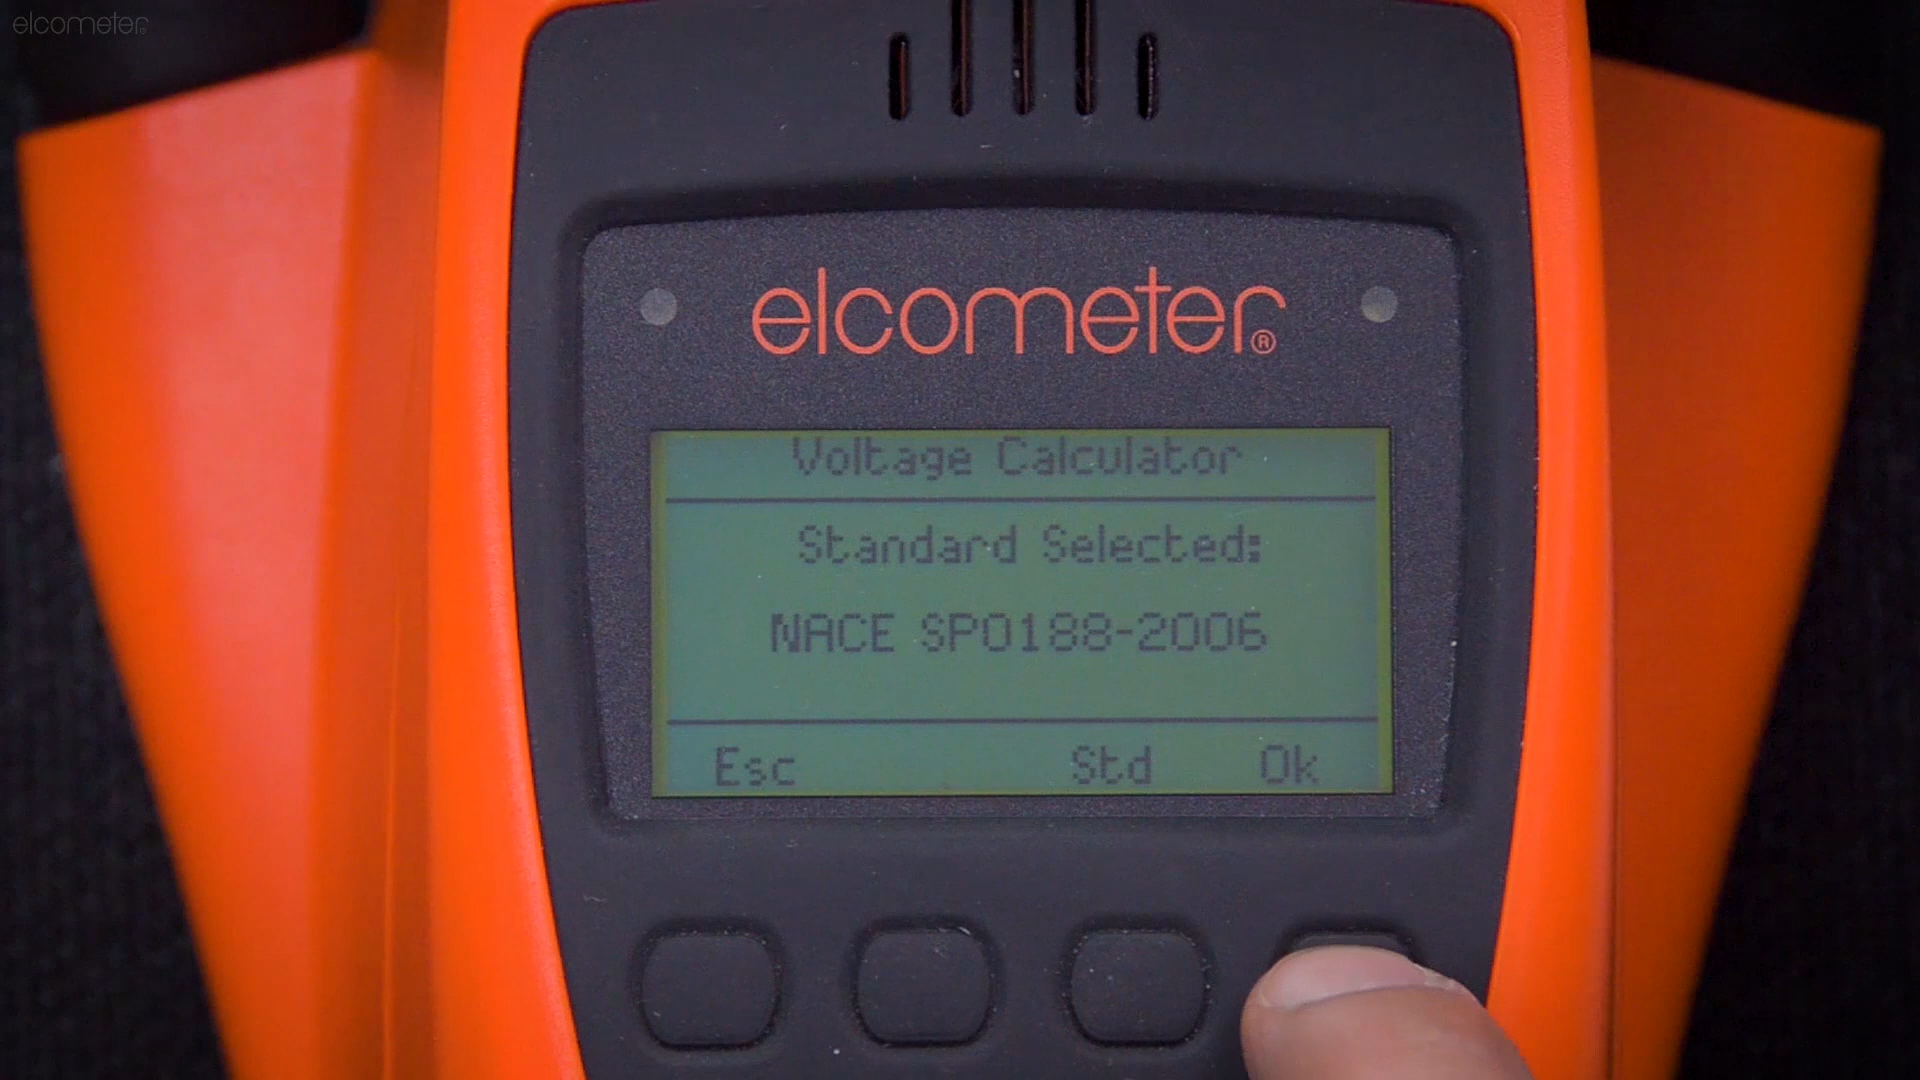 elcometer®
elcometer®
Voltage Calculator
Standard Selected:
NACE SP0188-2006
Esc Std Ok